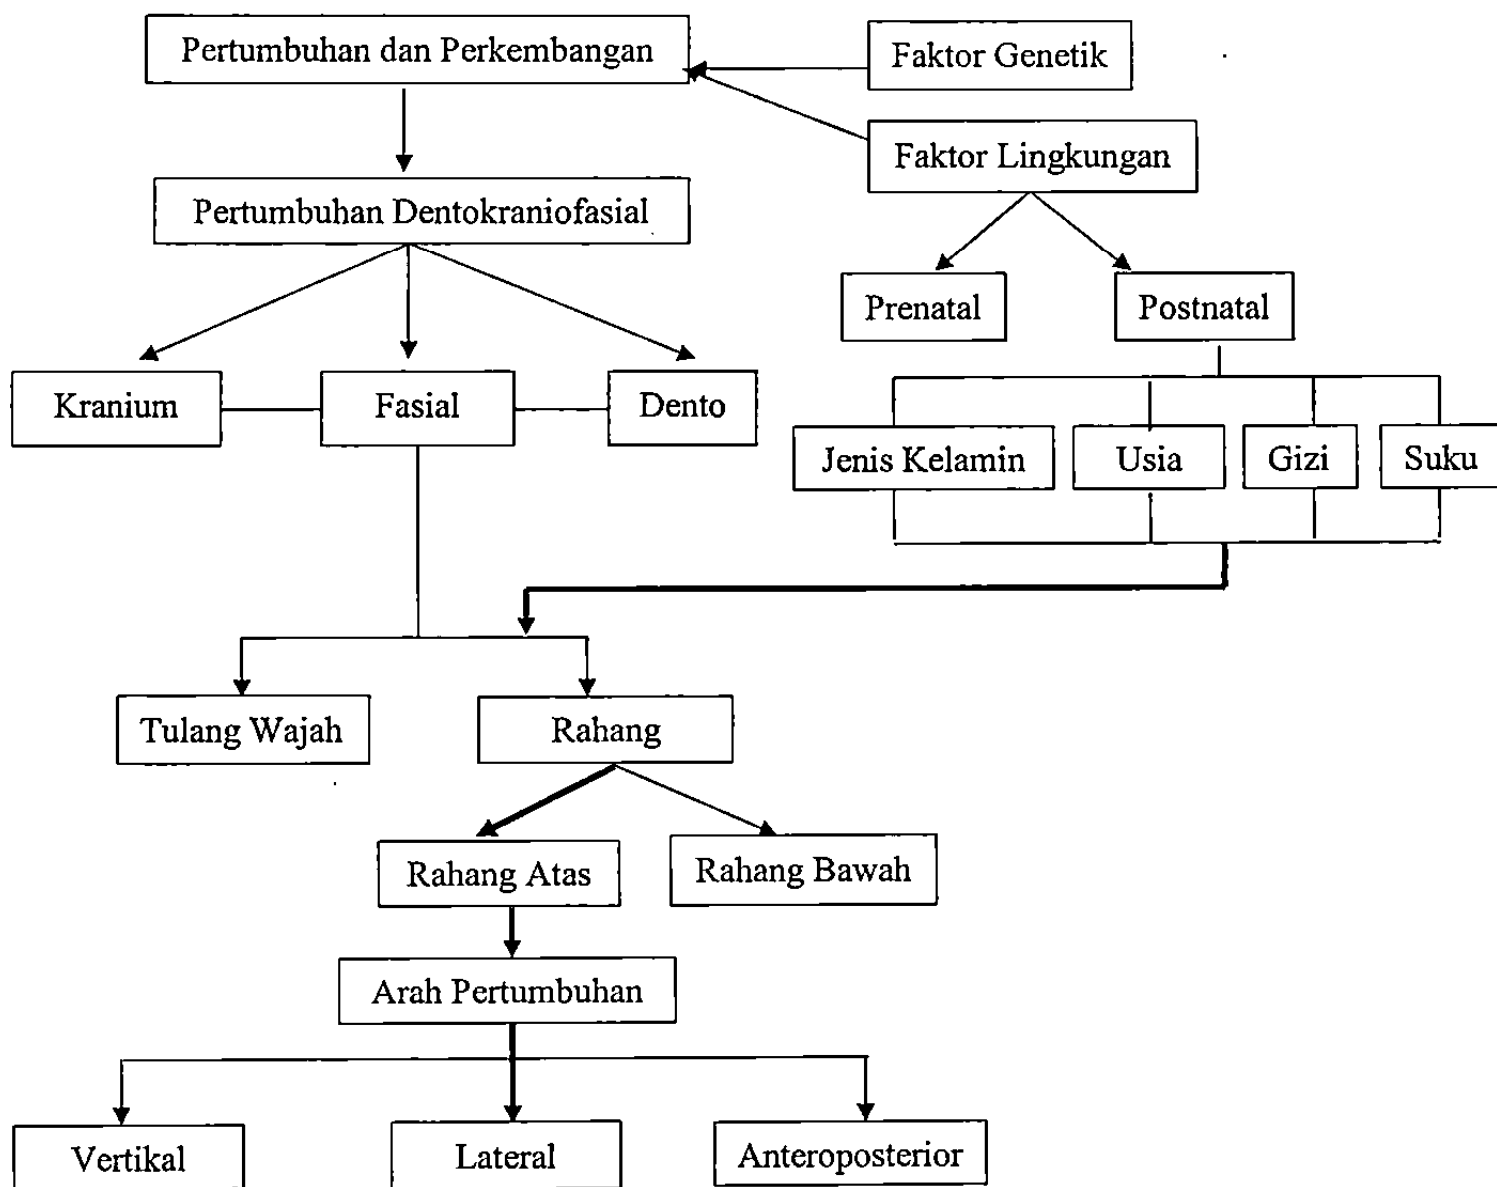 Pertumbuhan dan Perkembangan
Faktor Genetik
Faktor Lingkungan
Pertumbuhan Dentokraniofasial
Prenatal
Postnatal
Kranium
Fasial
Dento
Jenis Kelamin
Usia
Gizi
Suku
Tulang Wajah
Rahang
Rahang Atas
Rahang Bawah
Arah Pertumbuhan
Vertikal
Lateral
Anteroposterior